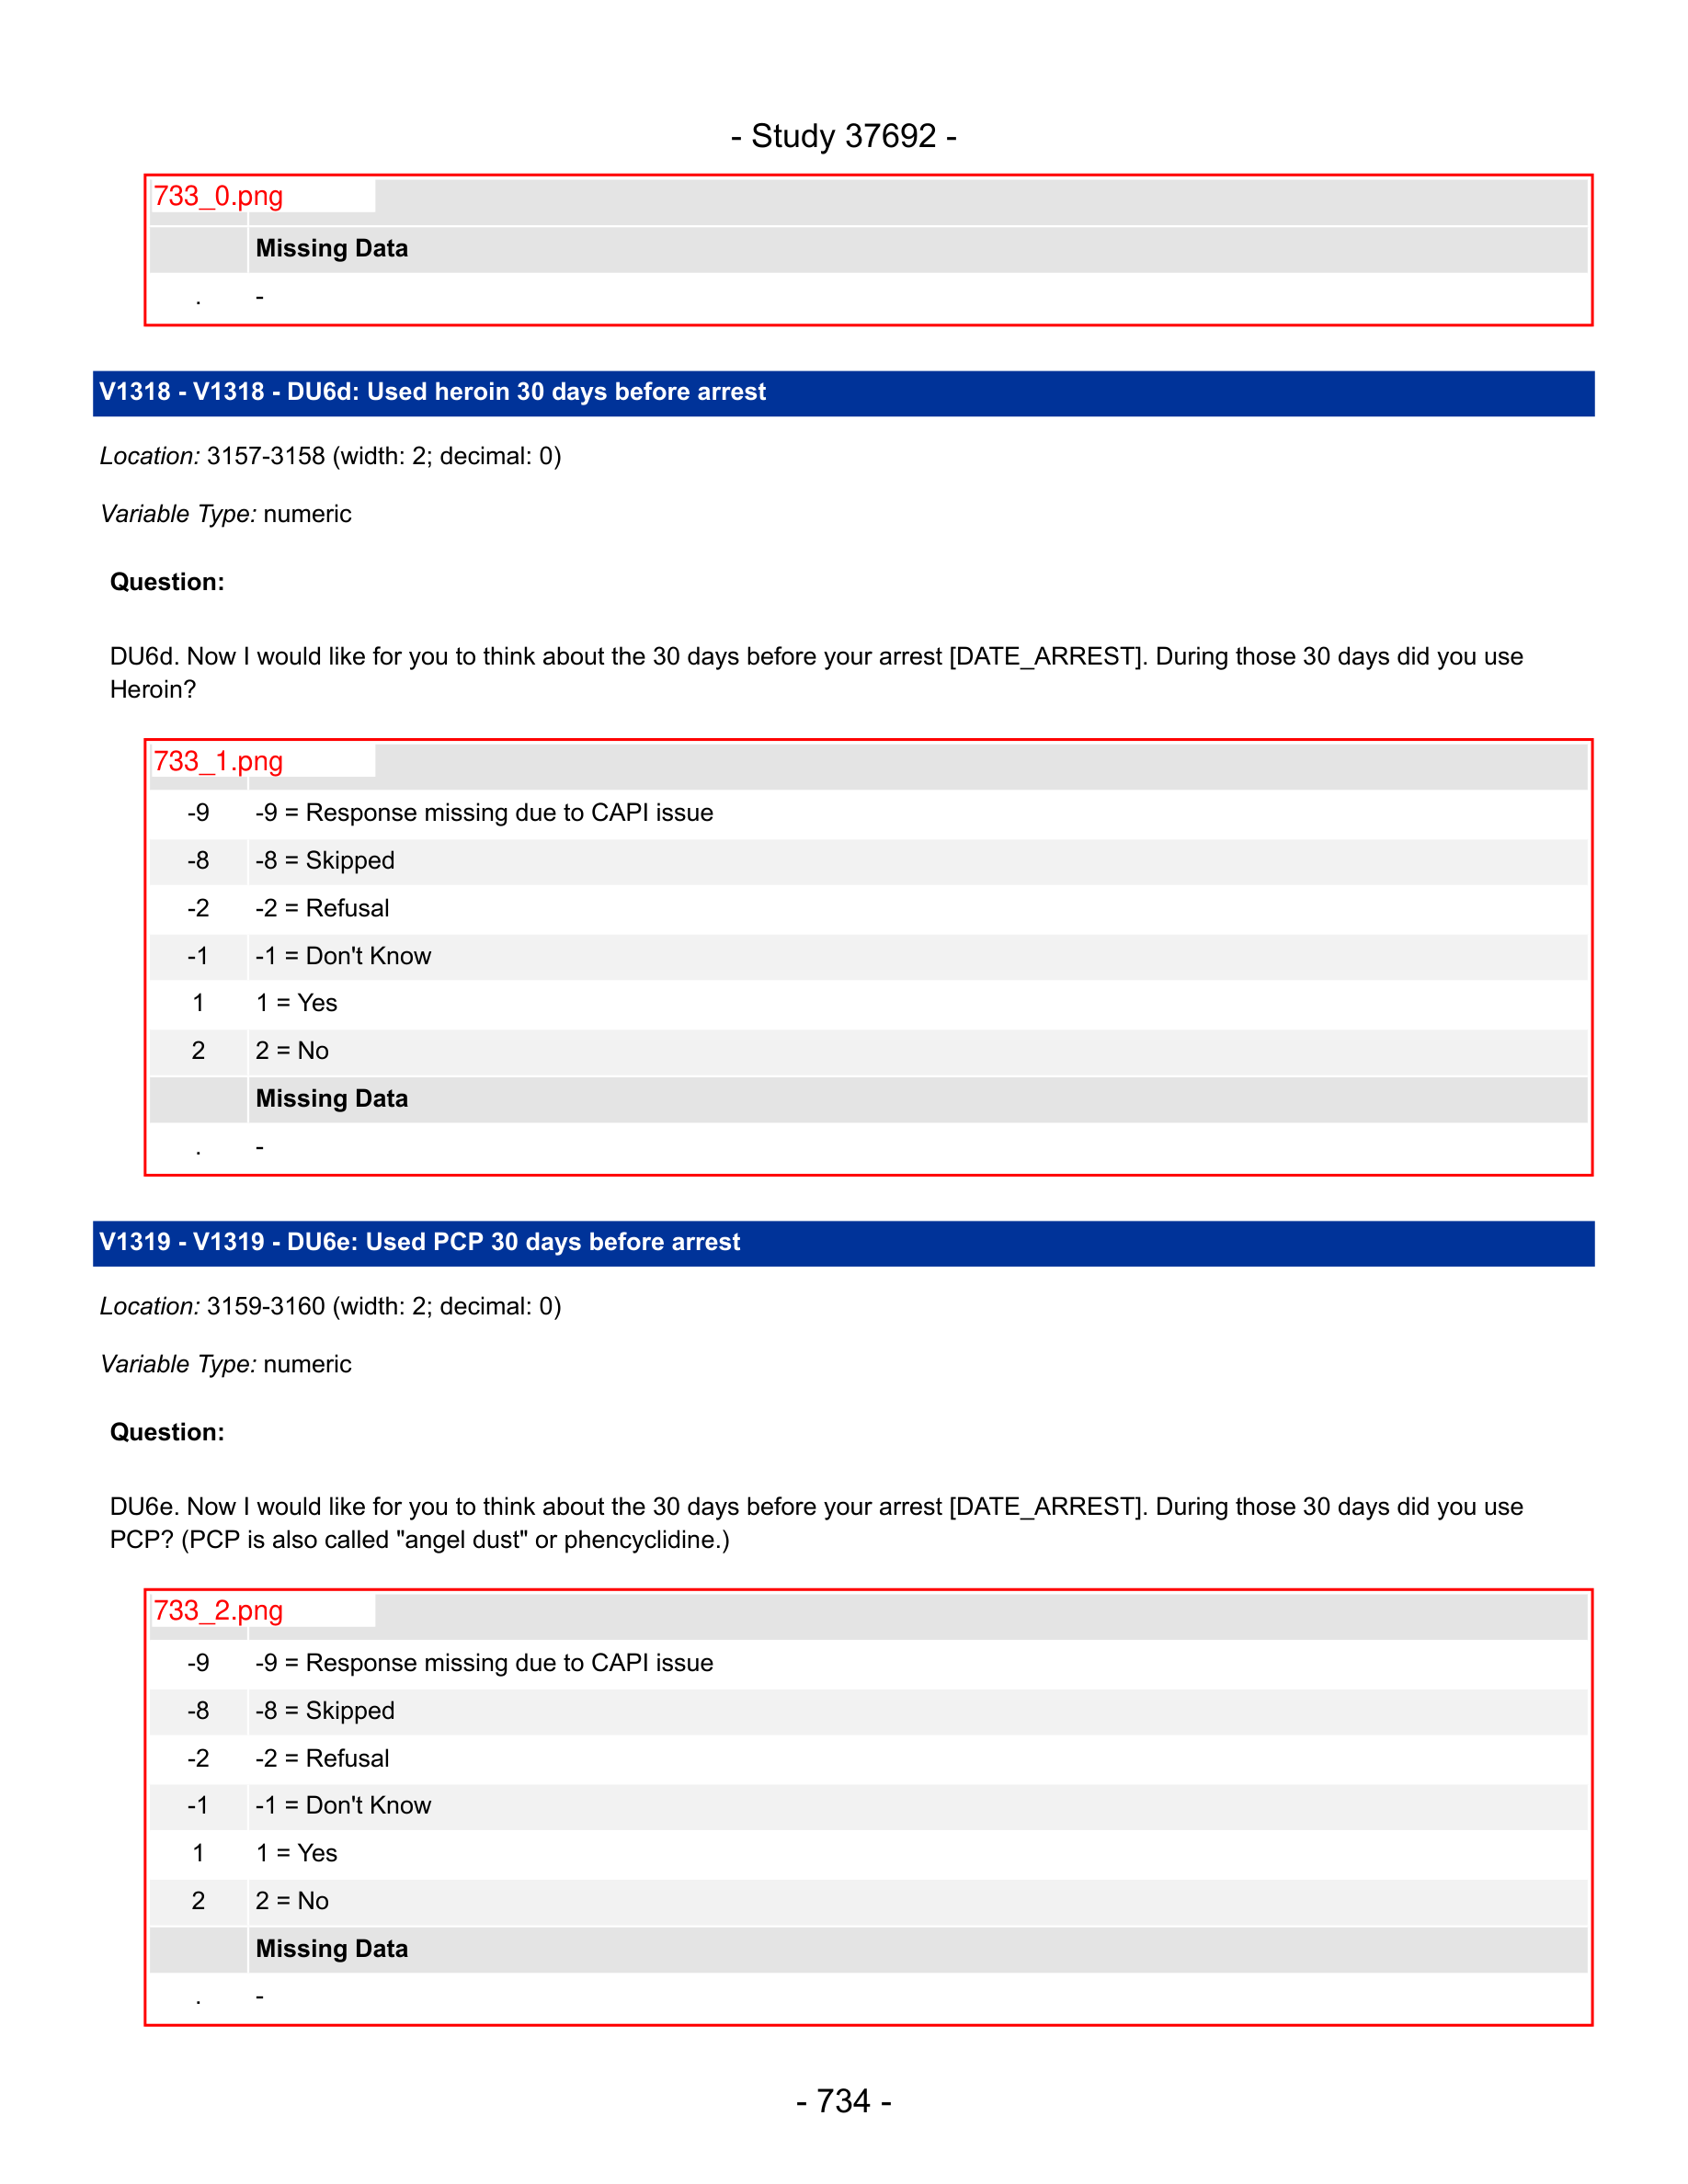 - Study 37692 -
733_0.png
Missing Data
. -
V1318 - V1318 - DU6d: Used heroin 30 days before arrest
Location: 3157-3158 (width: 2; decimal: 0)
Variable Type: numeric
Question:
DU6d. Now I would like for you to think about the 30 days before your arrest [DATE_ARREST]. During those 30 days did you use
Heroin?
733_1.png
-9 -9 = Response missing due to CAPI issue
-8 -8 = Skipped
-2 -2 = Refusal
-1 -1 = Don't Know
1 1 = Yes
2 2 = No
Missing Data
. -
V1319 - V1319 - DU6e: Used PCP 30 days before arrest
Location: 3159-3160 (width: 2; decimal: 0)
Variable Type: numeric
Question:
DU6e. Now I would like for you to think about the 30 days before your arrest [DATE_ARREST]. During those 30 days did you use
PCP? (PCP is also called "angel dust" or phencyclidine.)
733_2.png
-9 -9 = Response missing due to CAPI issue
-8 -8 = Skipped
-2 -2 = Refusal
-1 -1 = Don't Know
1 1 = Yes
2 2 = No
Missing Data
. -
- 734 -